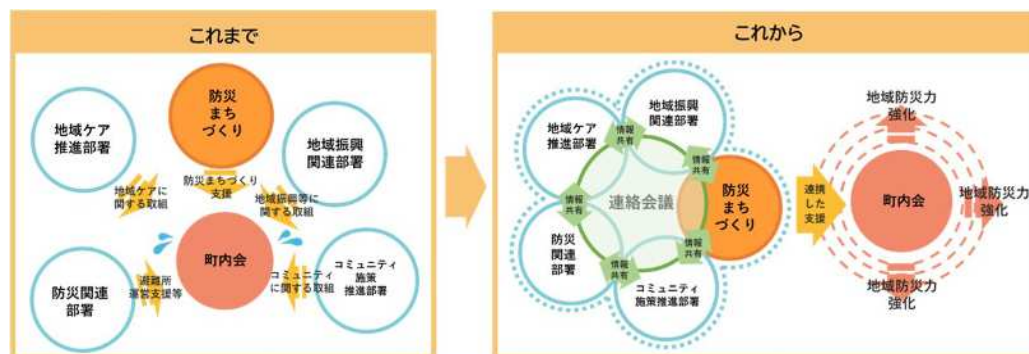 これまで
防災
まち
づくり
地域ケア
推進部署
地域振興
関連部署
地域ケアに
関する取組
防災まちづくり
支援
地域振興等に
関する取組
町内会
防災関連
部署
避難所
運営支援等
コミュニティ
に関する取組
コミュニティ
施策
推進部署
これから
地域振興
関連部署
地域ケア
推進部署
情報
共有
情報
共有
情報
共有
連絡会議
防災
まち
づくり
防災
関連
部署
情報
共有
情報
共有
コミュニティ
施策推進部署
連携
した
支援
地域防災力
強化
町内会
地域防災力
強化
地域防災力
強化